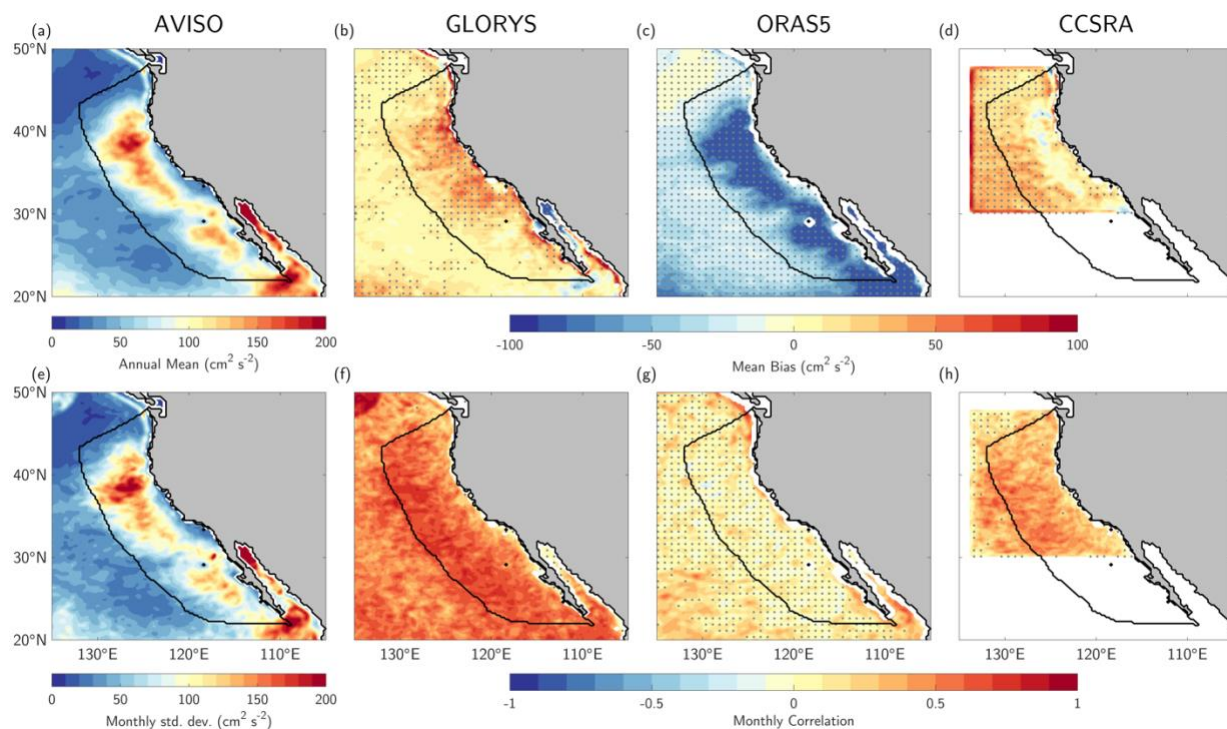 AVISO GLORYS ORAS5 CCSRA
(a) (b) (c) (d)
50°N
40°N
30°N
20°N
0 50 100 150 200 -100 -50 0 50 100
Annual Mean (cm² s⁻²) Mean Bias (cm² s⁻²)
(e) (f) (g) (h)
50°N
40°N
30°N
20°N
130°E 120°E 110°E 130°E 120°E 110°E 130°E 120°E 110°E 130°E 120°E 110°E
0 50 100 150 200 -1 -0.5 0 0.5 1
Monthly std. dev. (cm² s⁻²) Monthly Correlation